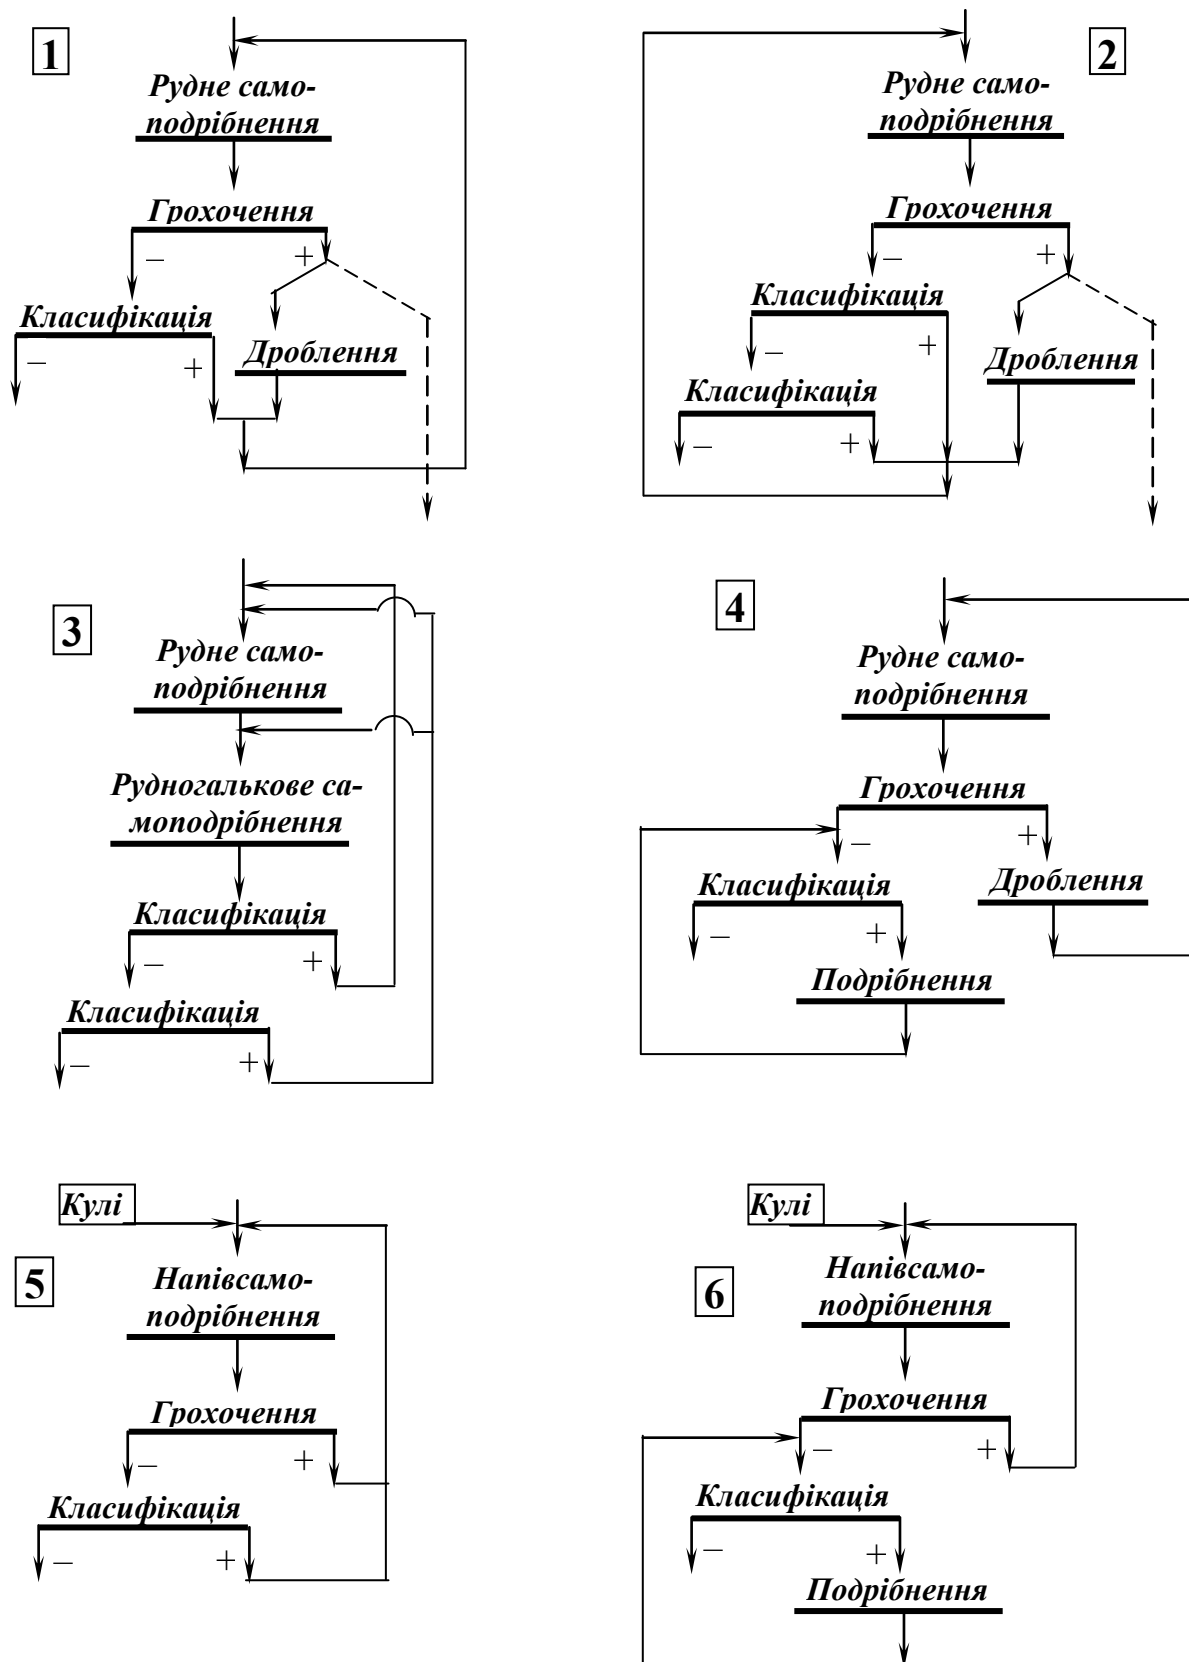 1
Рудне само-
подрібнення
Грохочення
–
+
Класифікація
–
+
Дроблення
2
Рудне само-
подрібнення
Грохочення
–
+
Класифікація
–
+
Дроблення
Класифікація
–
+
3
Рудне само-
подрібнення
Рудногалькове са-
моподрібнення
Класифікація
–
+
Класифікація
–
+
4
Рудне само-
подрібнення
Грохочення
–
+
Класифікація
–
+
Дроблення
Подрібнення
Кулі
5
Напівсамо-
подрібнення
Грохочення
–
+
Класифікація
–
+
Кулі
6
Напівсамо-
подрібнення
Грохочення
–
+
Класифікація
–
+
Подрібнення